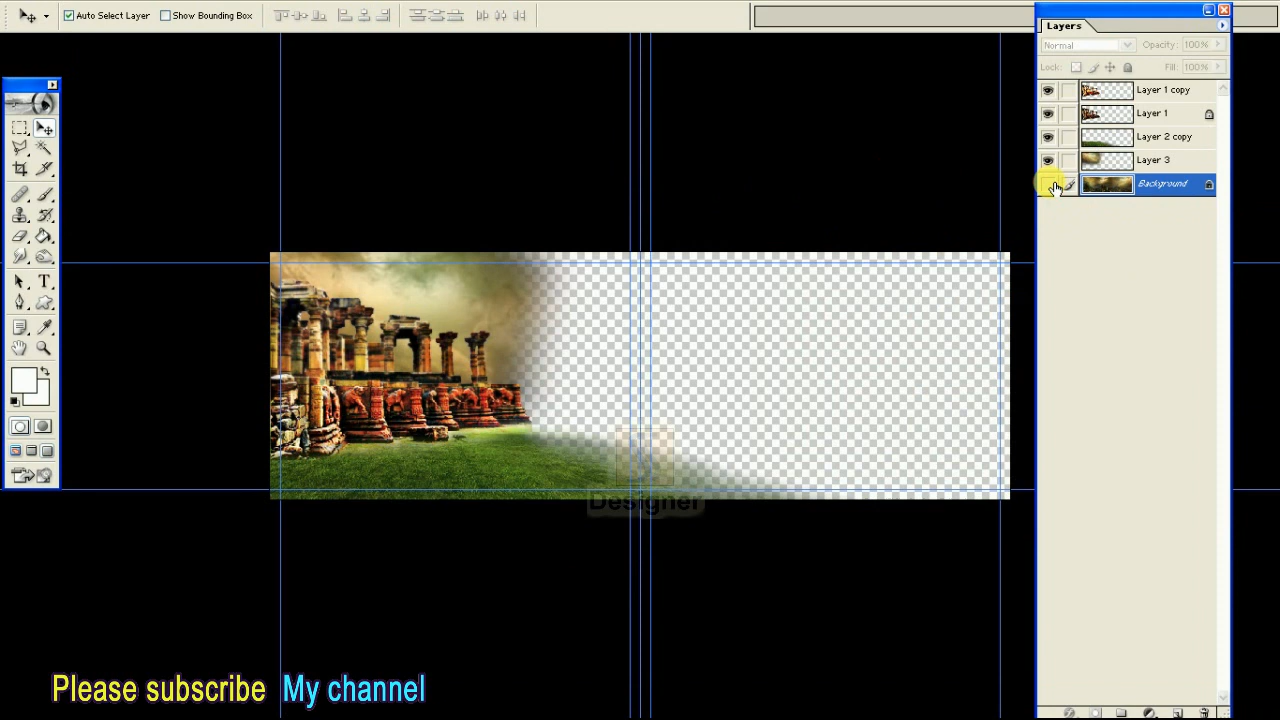 Auto Select Layer Show Bounding Box
Layers
Normal Opacity: 100%
Lock: Fill: 100%
Layer 1 copy
Layer 1
Layer 2 copy
Layer 3
Background
T
Designer
Please subscribe My channel